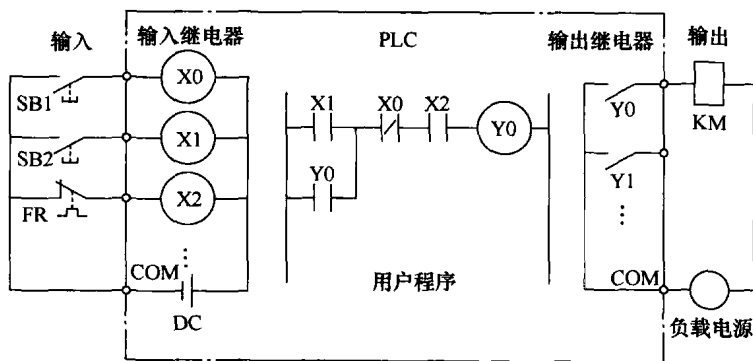 输入
输入继电器
PLC
输出继电器
输出
SB1
X0
SB2
X1
FR
X2
⋮
COM
DC
X1
X0
X2
Y0
Y0
用户程序
Y0
Y1
⋮
COM
KM
负载电源